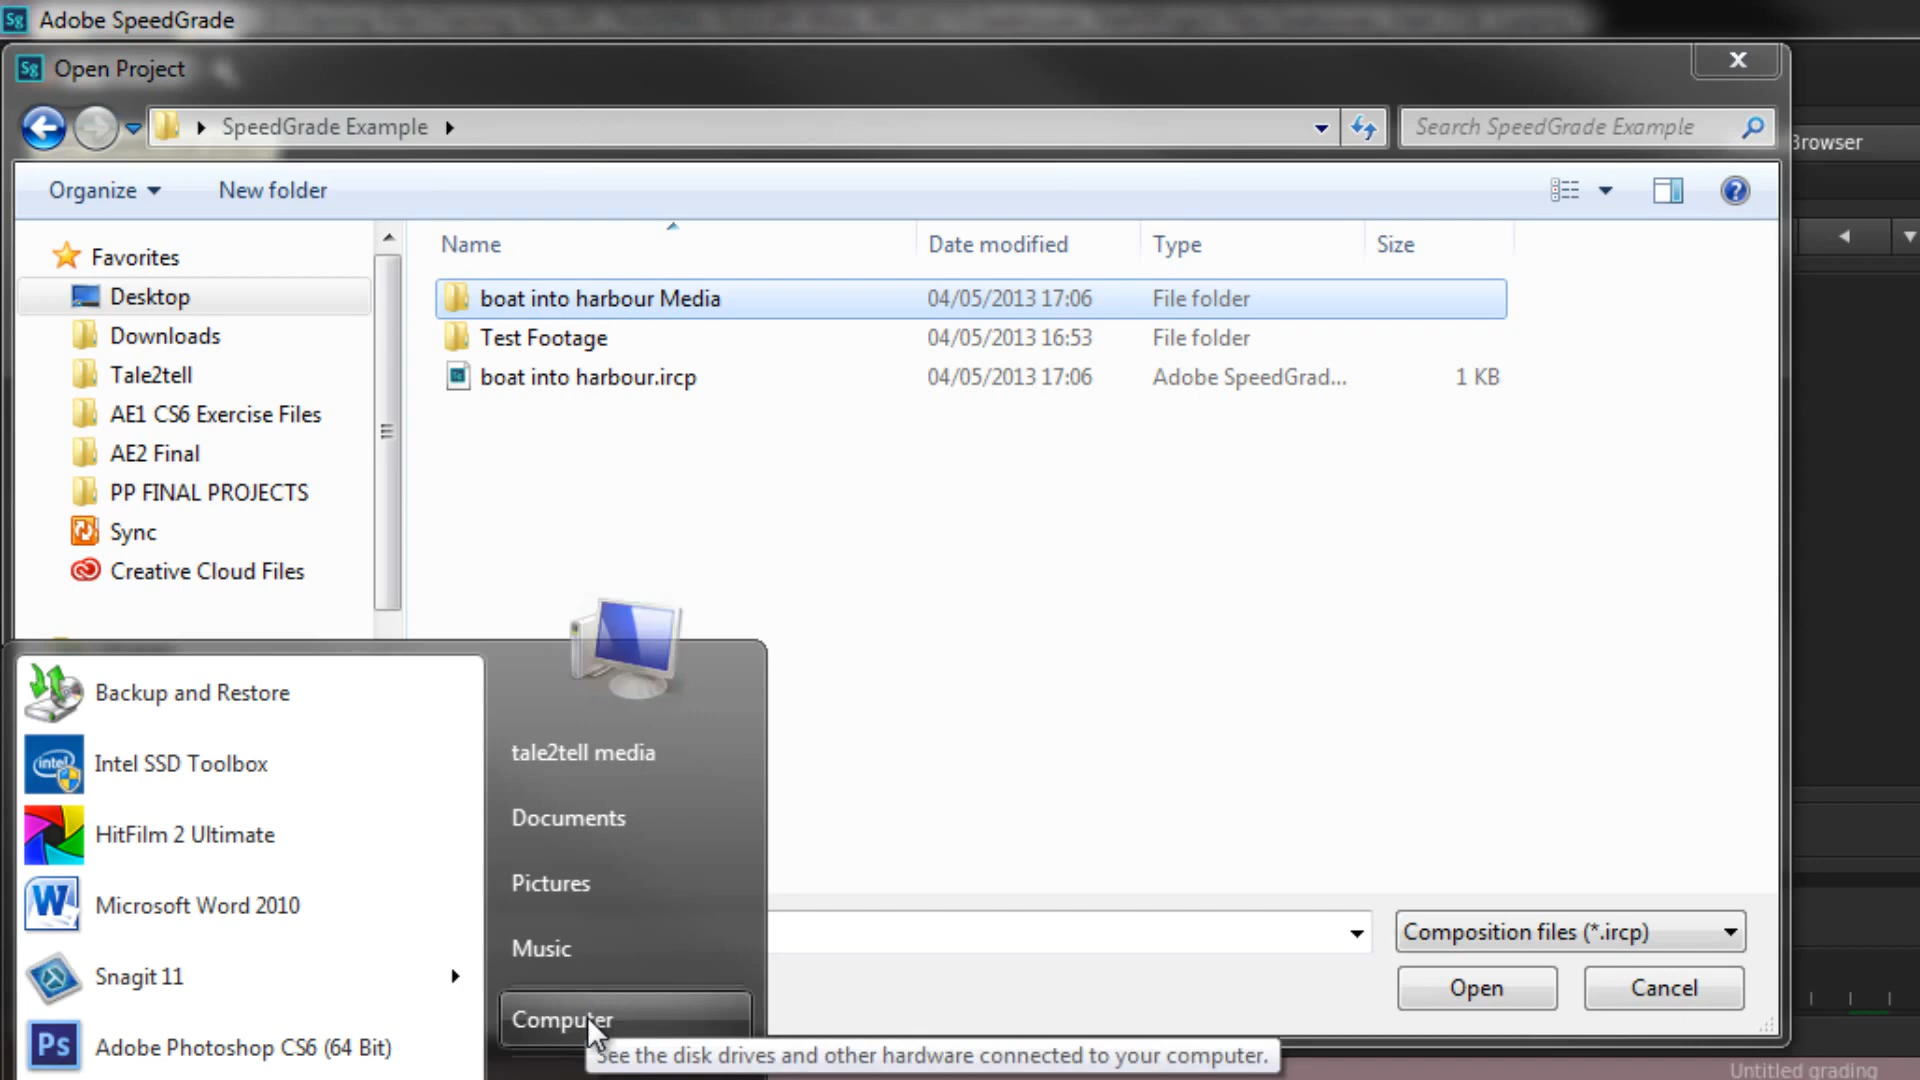 Sg Adobe SpeedGrade
Sg Open Project
SpeedGrade Example
Search SpeedGrade Example
Browser
Organize
New folder
Name
Date modified
Type
Size
Favorites
Desktop
Downloads
Tale2tell
AE1 CS6 Exercise Files
AE2 Final
PP FINAL PROJECTS
Sync
Creative Cloud Files
boat into harbour Media 04/05/2013 17:06 File folder
Test Footage 04/05/2013 16:53 File folder
Sg boat into harbour.ircp 04/05/2013 17:06 Adobe SpeedGrad... 1 KB
Backup and Restore
intel Intel SSD Toolbox
HitFilm 2 Ultimate
W Microsoft Word 2010
Snagit 11
Ps Adobe Photoshop CS6 (64 Bit)
tale2tell media
Documents
Pictures
Music
Computer
See the disk drives and other hardware connected to your computer.
Composition files (*.ircp)
Open
Cancel
Untitled grading